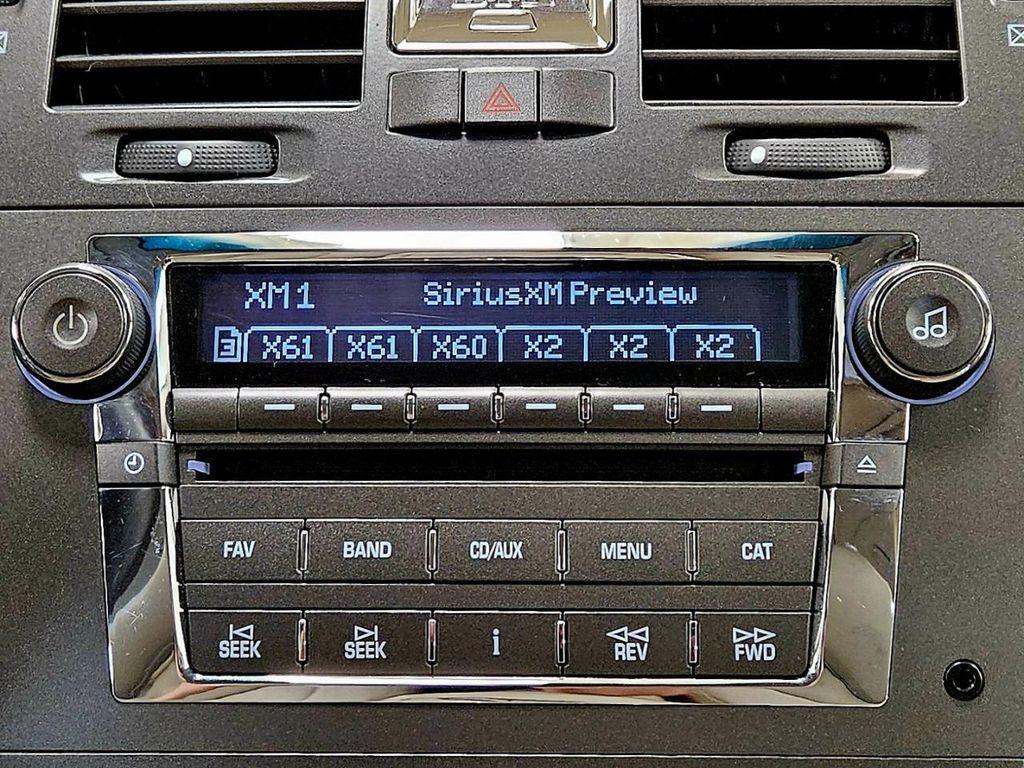 XM1 SiriusXM Preview
3 X61 X61 X60 X2 X2 X2
FAV BAND CD/AUX MENU CAT
SEEK SEEK i REV FWD